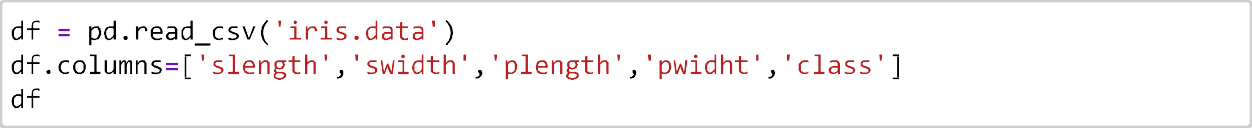 df = pd.read_csv('iris.data')
df.columns=['slength','swidth','plength','pwidht','class']
df